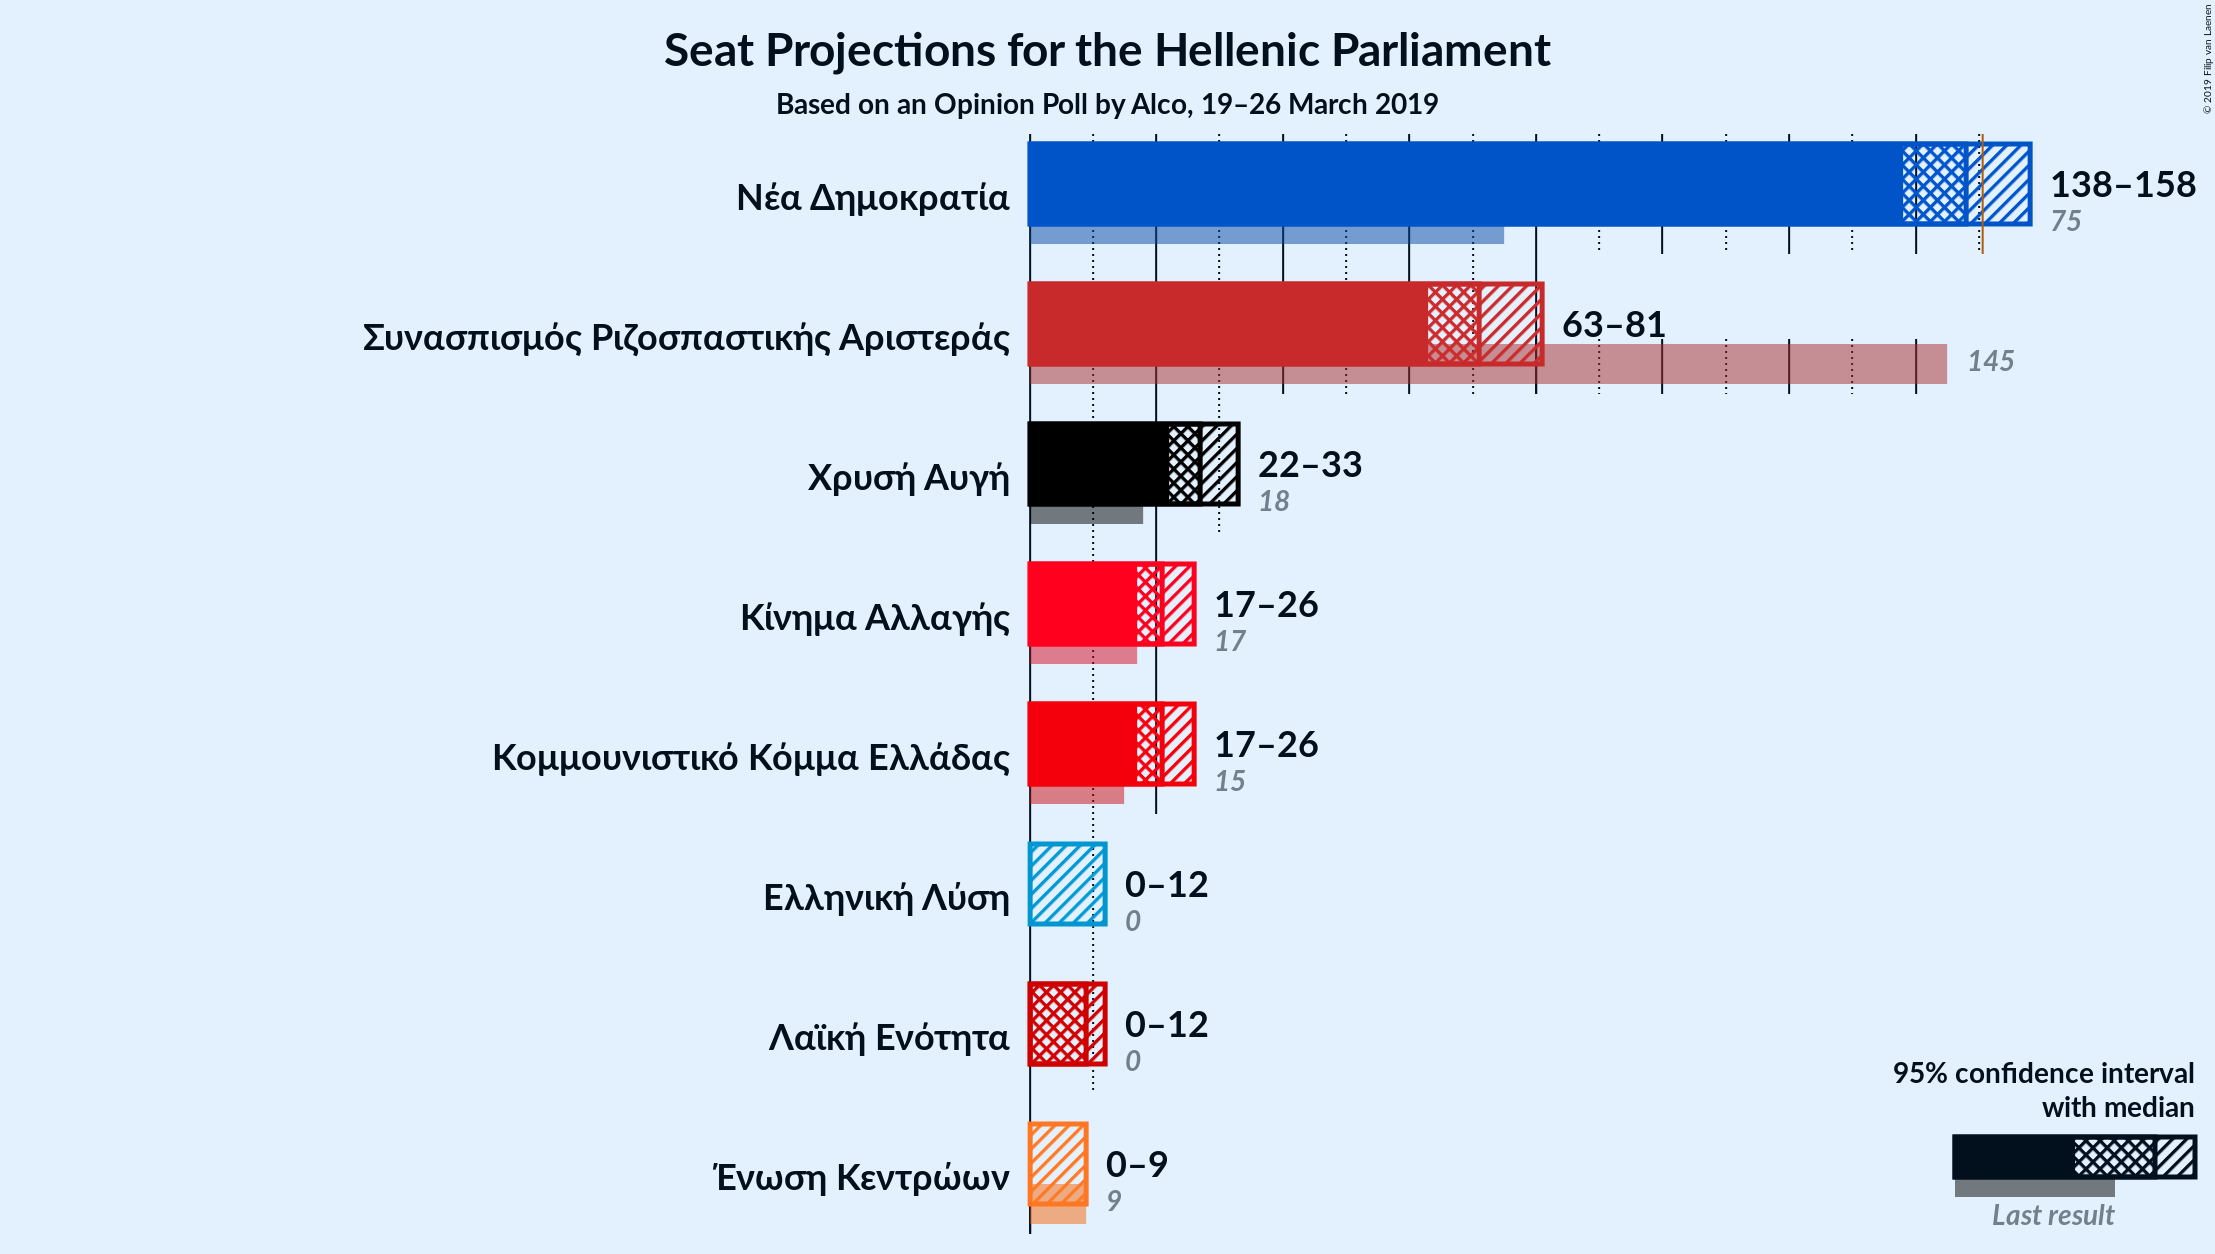 Seat Projections for the Hellenic Parliament
Based on an Opinion Poll by Alco, 19–26 March 2019
© 2019 Filip van Laenen
Νέα Δημοκρατία
138–158
75
Συνασπισμός Ριζοσπαστικής Αριστεράς
63–81
145
Χρυσή Αυγή
22–33
18
Κίνημα Αλλαγής
17–26
17
Κομμουνιστικό Κόμμα Ελλάδας
17–26
15
Ελληνική Λύση
0–12
0
Λαϊκή Ενότητα
0–12
0
Ένωση Κεντρώων
0–9
9
95% confidence interval
with median
Last result